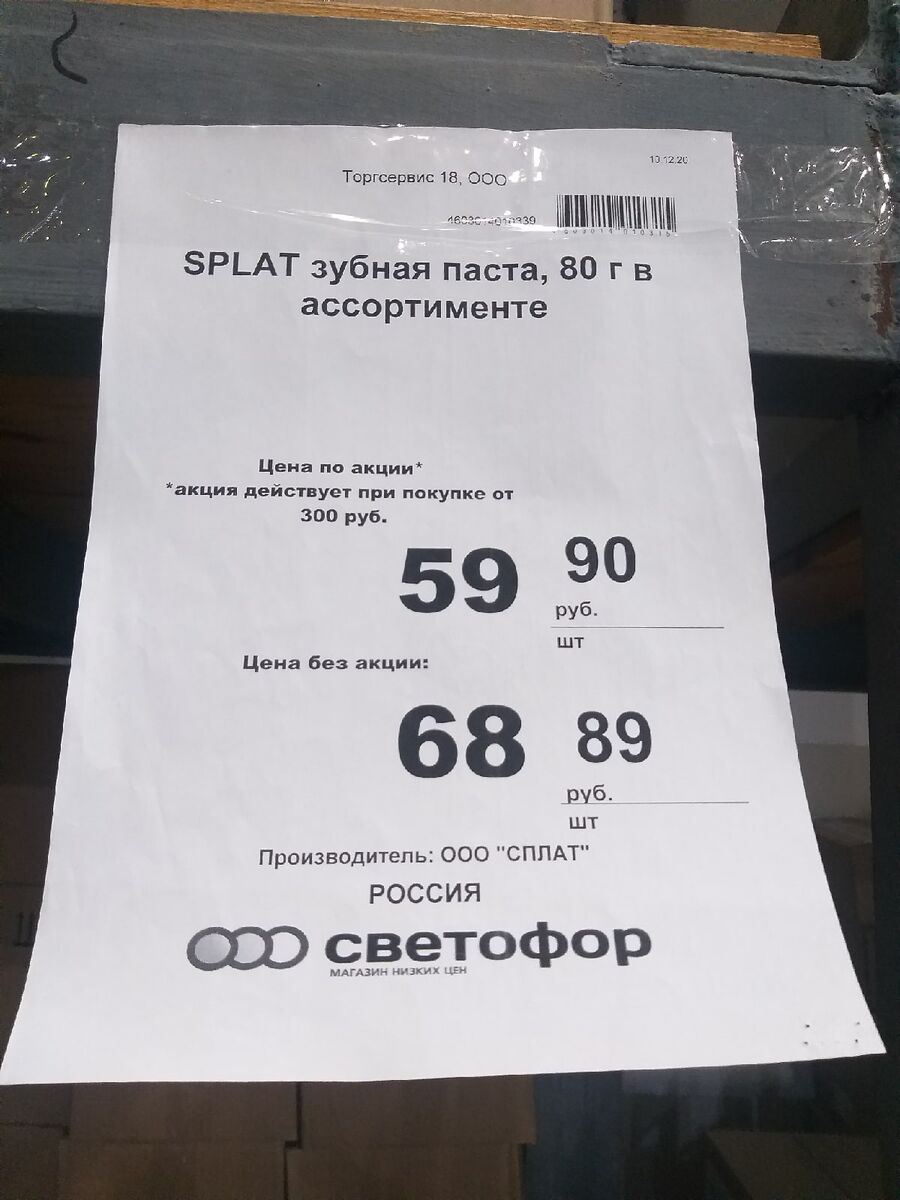 10.12.20
Торгсервис 18, ООО
SPLAT зубная паста, 80 г в
ассортименте
Цена по акции*
*акция действует при покупке от
300 руб.
59 90
руб.
шт
Цена без акции:
68 89
руб.
шт
Производитель: ООО "СПЛАТ"
РОССИЯ
светофор
МАГАЗИН НИЗКИХ ЦЕН